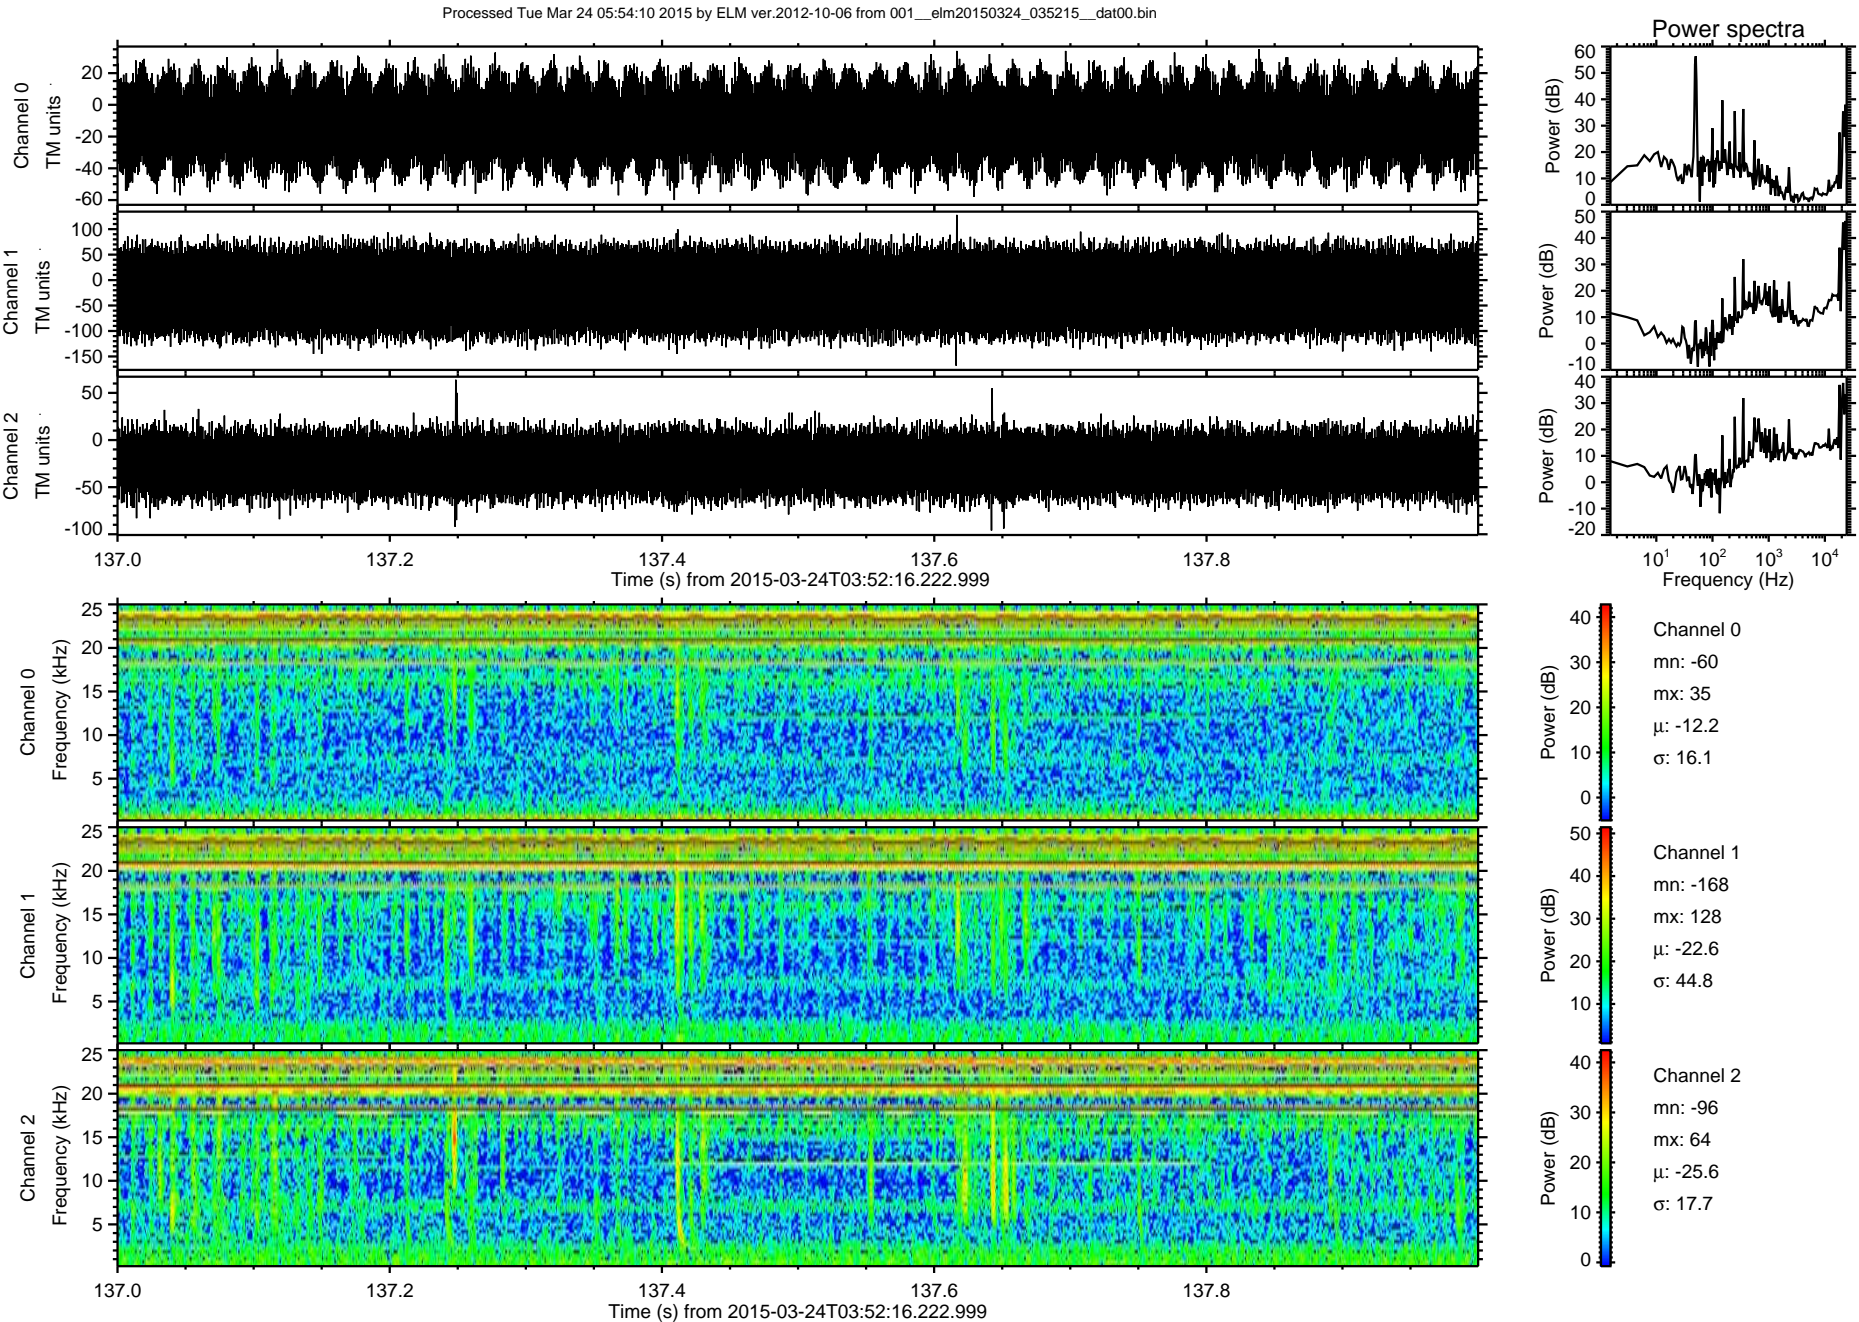 Processed Tue Mar 24 05:54:10 2015 by ELM ver.2012-10-06 from 001__elm20150324_035215__dat00.bin
Power spectra
Channel 0
TM units
20
0
-20
-40
-60
Power (dB)
60
50
40
30
20
10
0
Channel 1
TM units
100
50
0
-50
-100
-150
Power (dB)
50
40
30
20
10
0
-10
Channel 2
TM units
50
0
-50
-100
Power (dB)
40
30
20
10
0
-10
-20
137.0 137.2 137.4 137.6 137.8
Time (s) from 2015-03-24T03:52:16.222.999
10¹ 10² 10³ 10⁴
Frequency (Hz)
Channel 0
Frequency (kHz)
25
20
15
10
5
Power (dB)
40
30
20
10
0
Channel 0
mn: -60
mx: 35
μ: -12.2
σ: 16.1
Channel 1
Frequency (kHz)
25
20
15
10
5
Power (dB)
50
40
30
20
10
Channel 1
mn: -168
mx: 128
μ: -22.6
σ: 44.8
Channel 2
Frequency (kHz)
25
20
15
10
5
Power (dB)
40
30
20
10
0
Channel 2
mn: -96
mx: 64
μ: -25.6
σ: 17.7
137.0 137.2 137.4 137.6 137.8
Time (s) from 2015-03-24T03:52:16.222.999